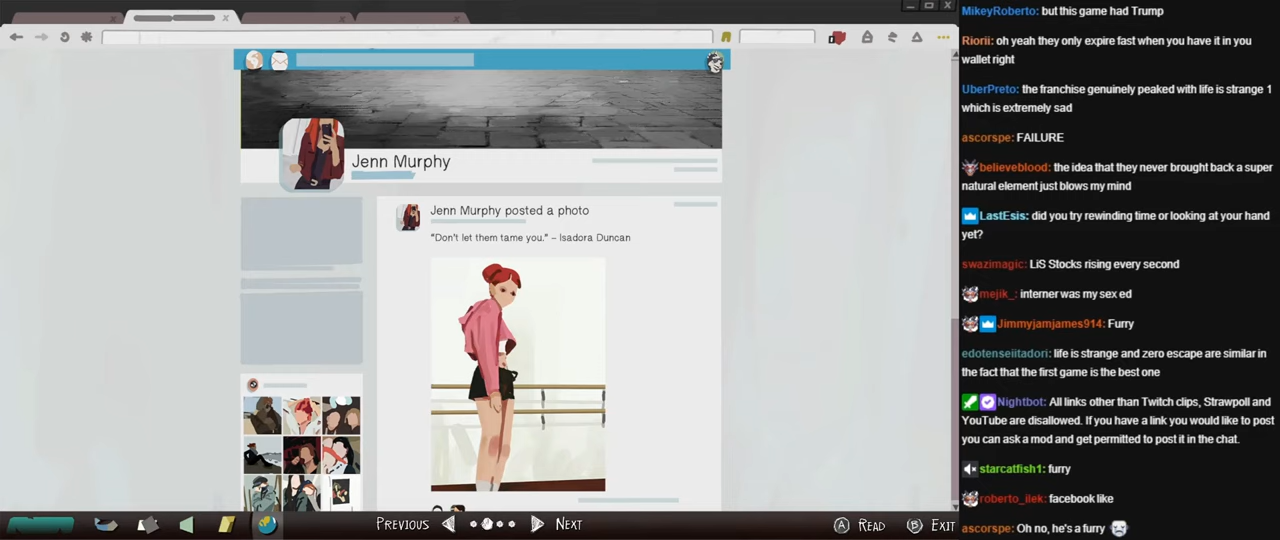 Jenn Murphy
Jenn Murphy posted a photo
“Don't let them tame you.” – Isadora Duncan
Previous
Next
A Read
B Exit
MikeyRoberto: but this game had Trump
Riorii: oh yeah they only expire fast when you have it in you
wallet right
UberPreto: the franchise genuinely peaked with life is strange 1
which is extremely sad
ascorspe: FAILURE
believeblood: the idea that they never brought back a super
natural element just blows my mind
LastEsis: did you try rewinding time or looking at your hand
yet?
swazimagic: LiS Stocks rising every second
mejik_: interner was my sex ed
Jimmyjamjames914: Furry
edotenseiitadori: life is strange and zero escape are similar in
the fact that the first game is the best one
Nightbot: All links other than Twitch clips, Strawpoll and
YouTube are disallowed. If you have a link you would like to post
you can ask a mod and get permitted to post it in the chat.
starcatfish1: furry
roberto_ilek: facebook like
ascorspe: Oh no, he's a furry